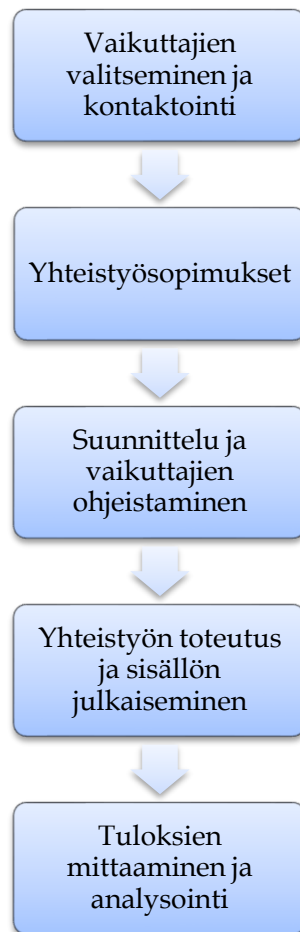 Vaikuttajien
valitseminen ja
kontaktointi
Yhteistyösopimukset
Suunnittelu ja
vaikuttajien
ohjeistaminen
Yhteistyön toteutus
ja sisällön
julkaiseminen
Tuloksien
mittaaminen ja
analysointi